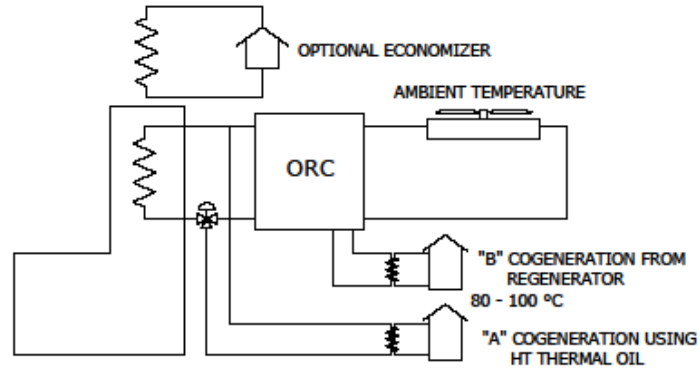 OPTIONAL ECONOMIZER
AMBIENT TEMPERATURE
ORC
"B" COGENERATION FROM
REGENERATOR
80 - 100 ºC
"A" COGENERATION USING
HT THERMAL OIL